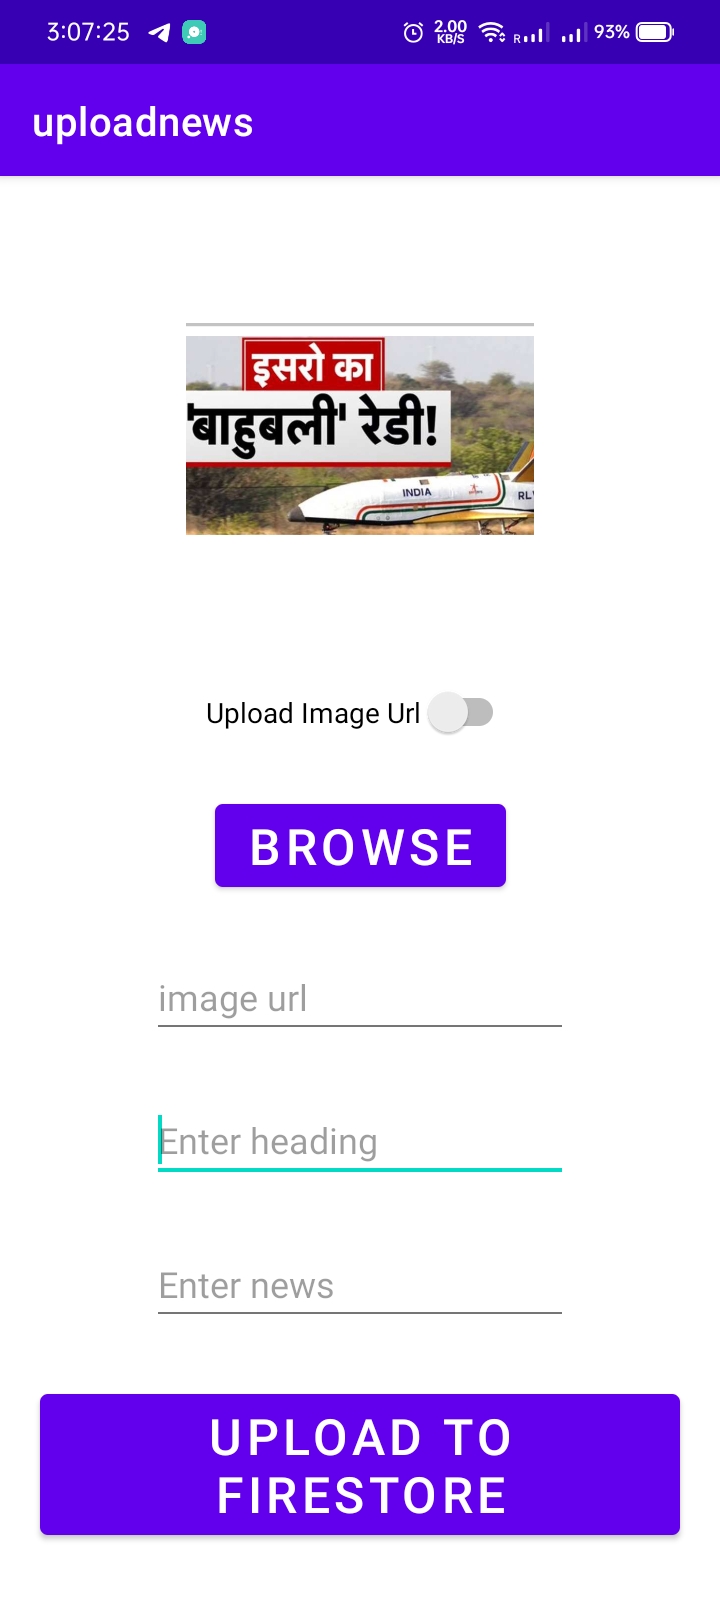 3:07:25
2.00
KB/S
R
93%
uploadnews
इसरो का
'बाहुबली' रेडी!
INDIA
RL
Upload Image Url
BROWSE
image url
Enter heading
Enter news
UPLOAD TO
FIRESTORE